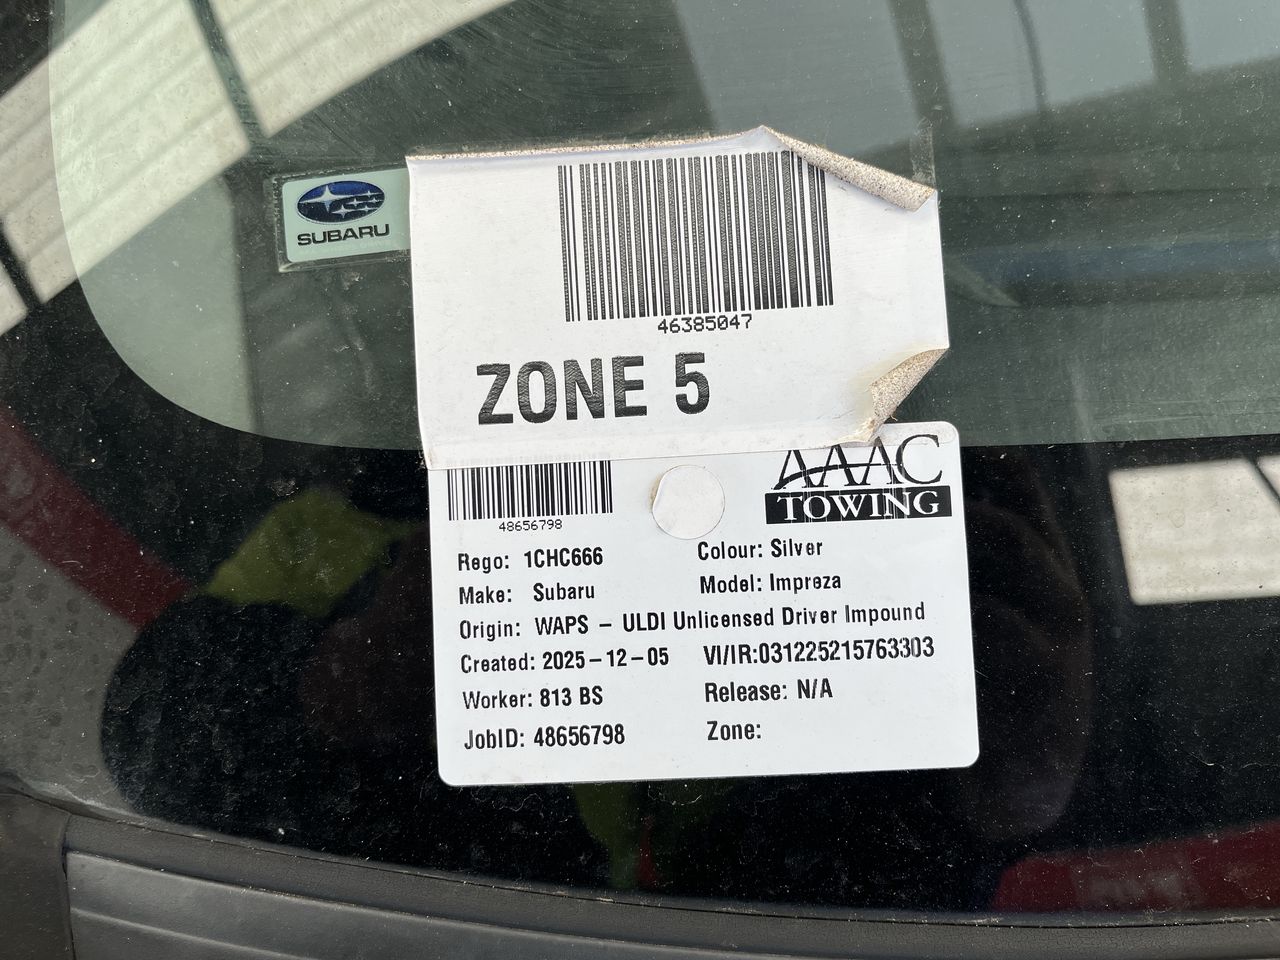 SUBARU
46385047
ZONE 5
AAAC
TOWING
48656798
Rego: 1CHC666
Colour: Silver
Make: Subaru
Model: Impreza
Origin: WAPS – ULDI Unlicensed Driver Impound
Created: 2025-12-05
VI/IR:031225215763303
Worker: 813 BS
Release: N/A
JobID: 48656798
Zone: